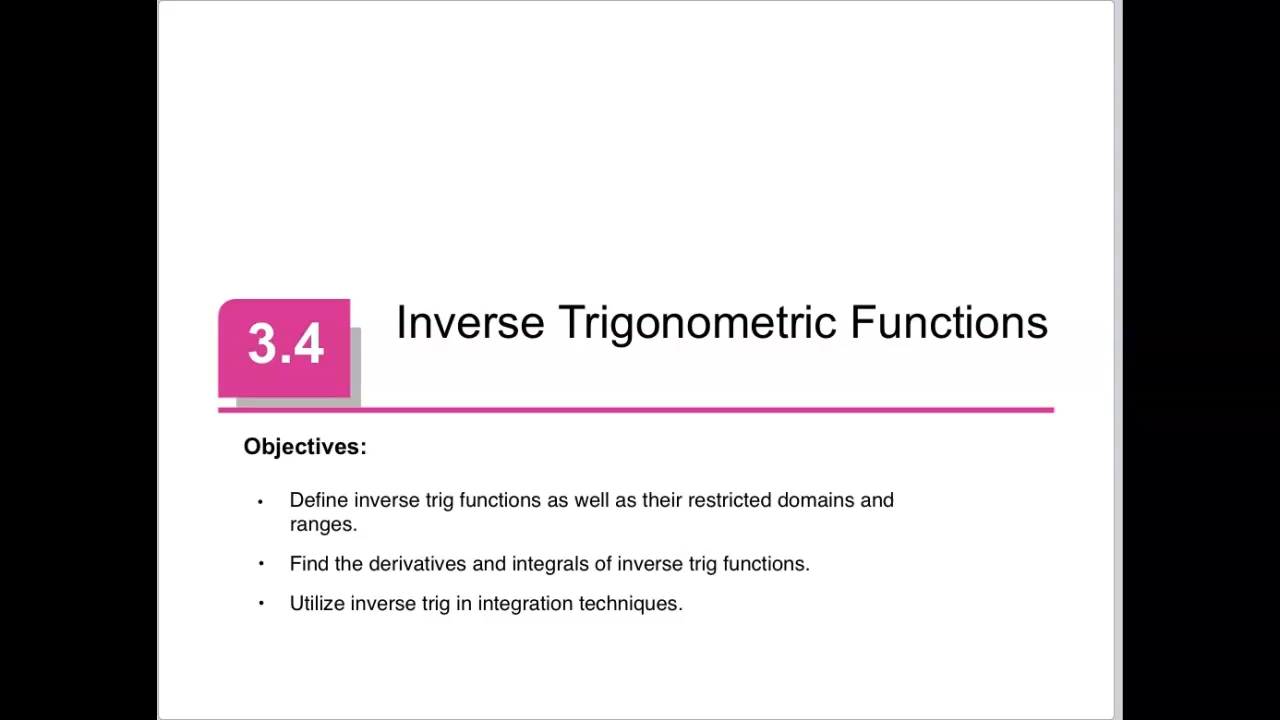 3.4
Inverse Trigonometric Functions
Objectives:
• Define inverse trig functions as well as their restricted domains and
ranges.
• Find the derivatives and integrals of inverse trig functions.
• Utilize inverse trig in integration techniques.